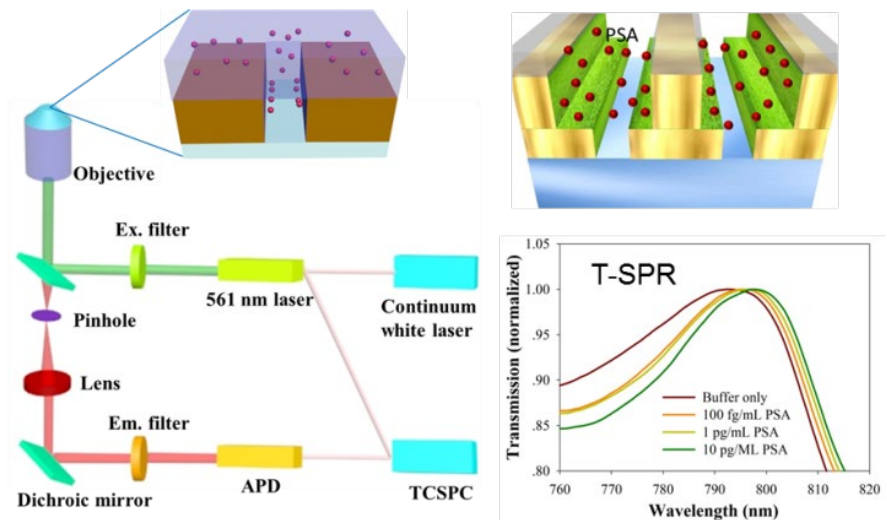 Objective
Ex. filter
561 nm laser
Continuum
white laser
Pinhole
Lens
Em. filter
Dichroic mirror
APD
TCSPC
PSA
T-SPR
Transmission (normalized)
1.05
1.00
.95
.90
.85
.80
Buffer only
100 fg/mL PSA
1 pg/mL PSA
10 pg/ML PSA
760
770
780
790
800
810
820
Wavelength (nm)